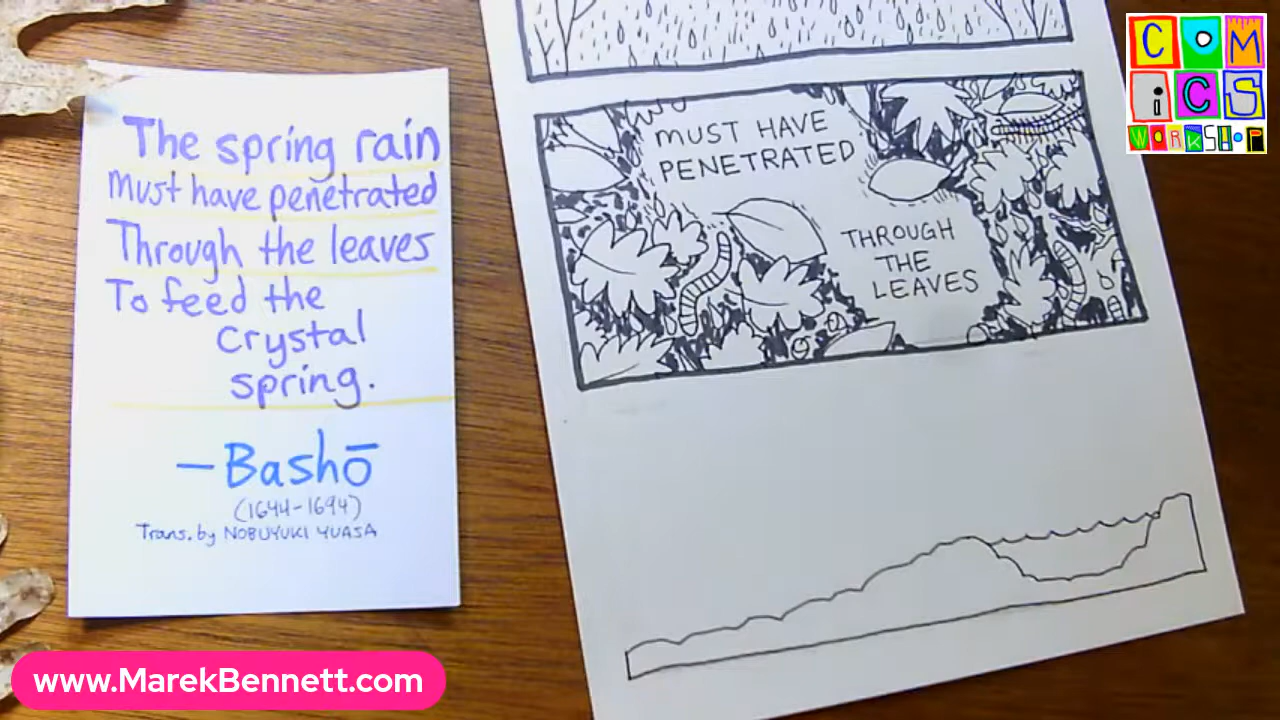 The spring rain
Must have penetrated
Through the leaves
To feed the
crystal
spring.
— Bashō
(1644-1694)
Trans. by NOBUYUKI YUASA
MUST HAVE
PENETRATED
THROUGH
THE
LEAVES
COM
iCS
WORKSHOP
www.MarekBennett.com